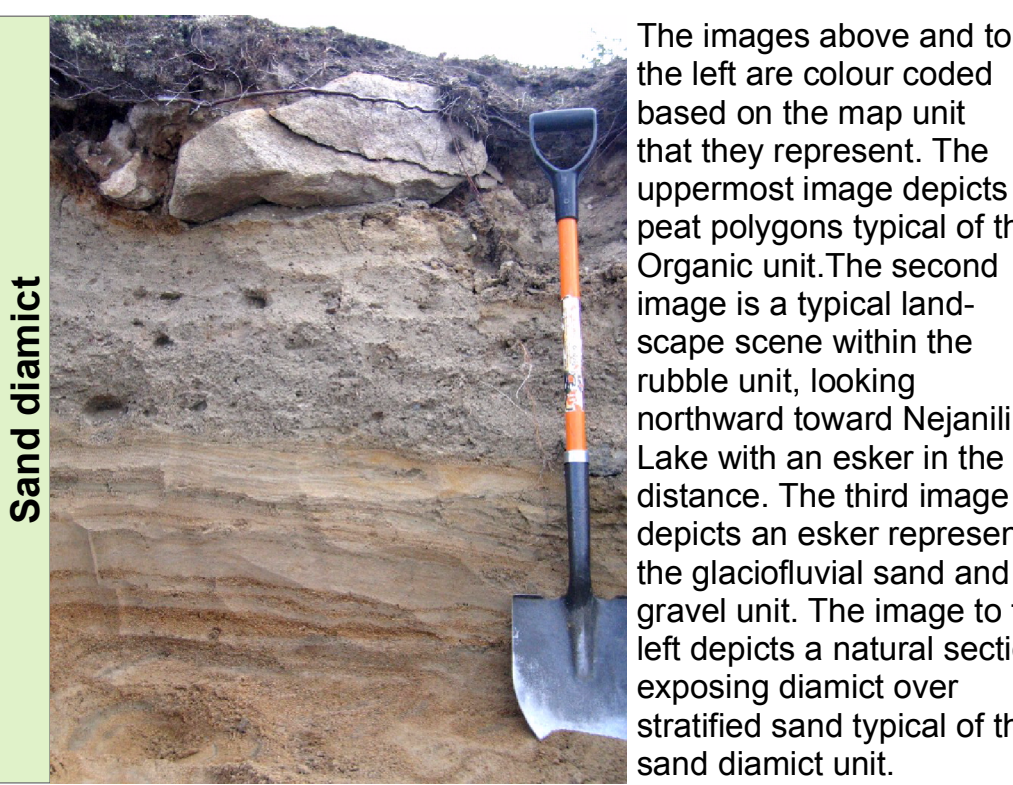 Sand diamict
The images above and to
the left are colour coded
based on the map unit
that they represent. The
uppermost image depicts
peat polygons typical of th
Organic unit.The second
image is a typical land-
scape scene within the
rubble unit, looking
northward toward Nejanili
Lake with an esker in the
distance. The third image
depicts an esker represen
the glaciofluvial sand and
gravel unit. The image to
left depicts a natural secti
exposing diamict over
stratified sand typical of th
sand diamict unit.